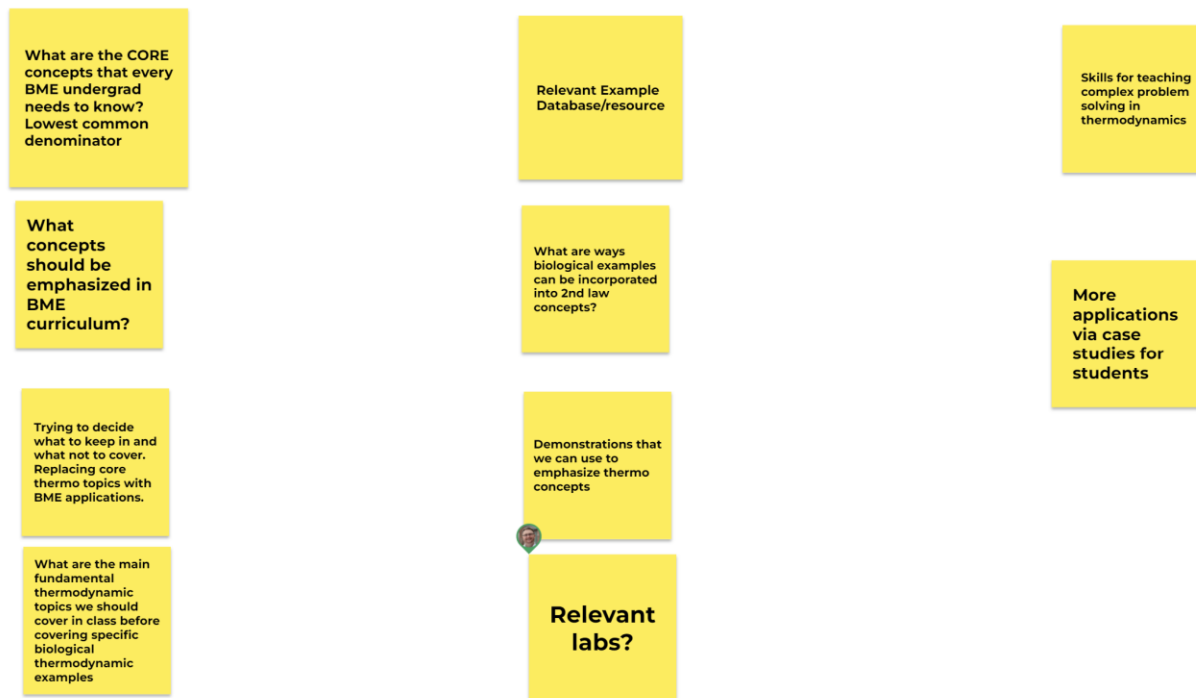 What are the CORE
concepts that every
BME undergrad
needs to know?
Lowest common
denominator
What
concepts
should be
emphasized in
BME
curriculum?
Trying to decide
what to keep in and
what not to cover.
Replacing core
thermo topics with
BME applications.
What are the main
fundamental
thermodynamic
topics we should
cover in class before
covering specific
biological
thermodynamic
examples
Relevant Example
Database/resource
What are ways
biological examples
can be incorporated
into 2nd law
concepts?
Demonstrations that
we can use to
emphasize thermo
concepts
Relevant
labs?
Skills for teaching
complex problem
solving in
thermodynamics
More
applications
via case
studies for
students